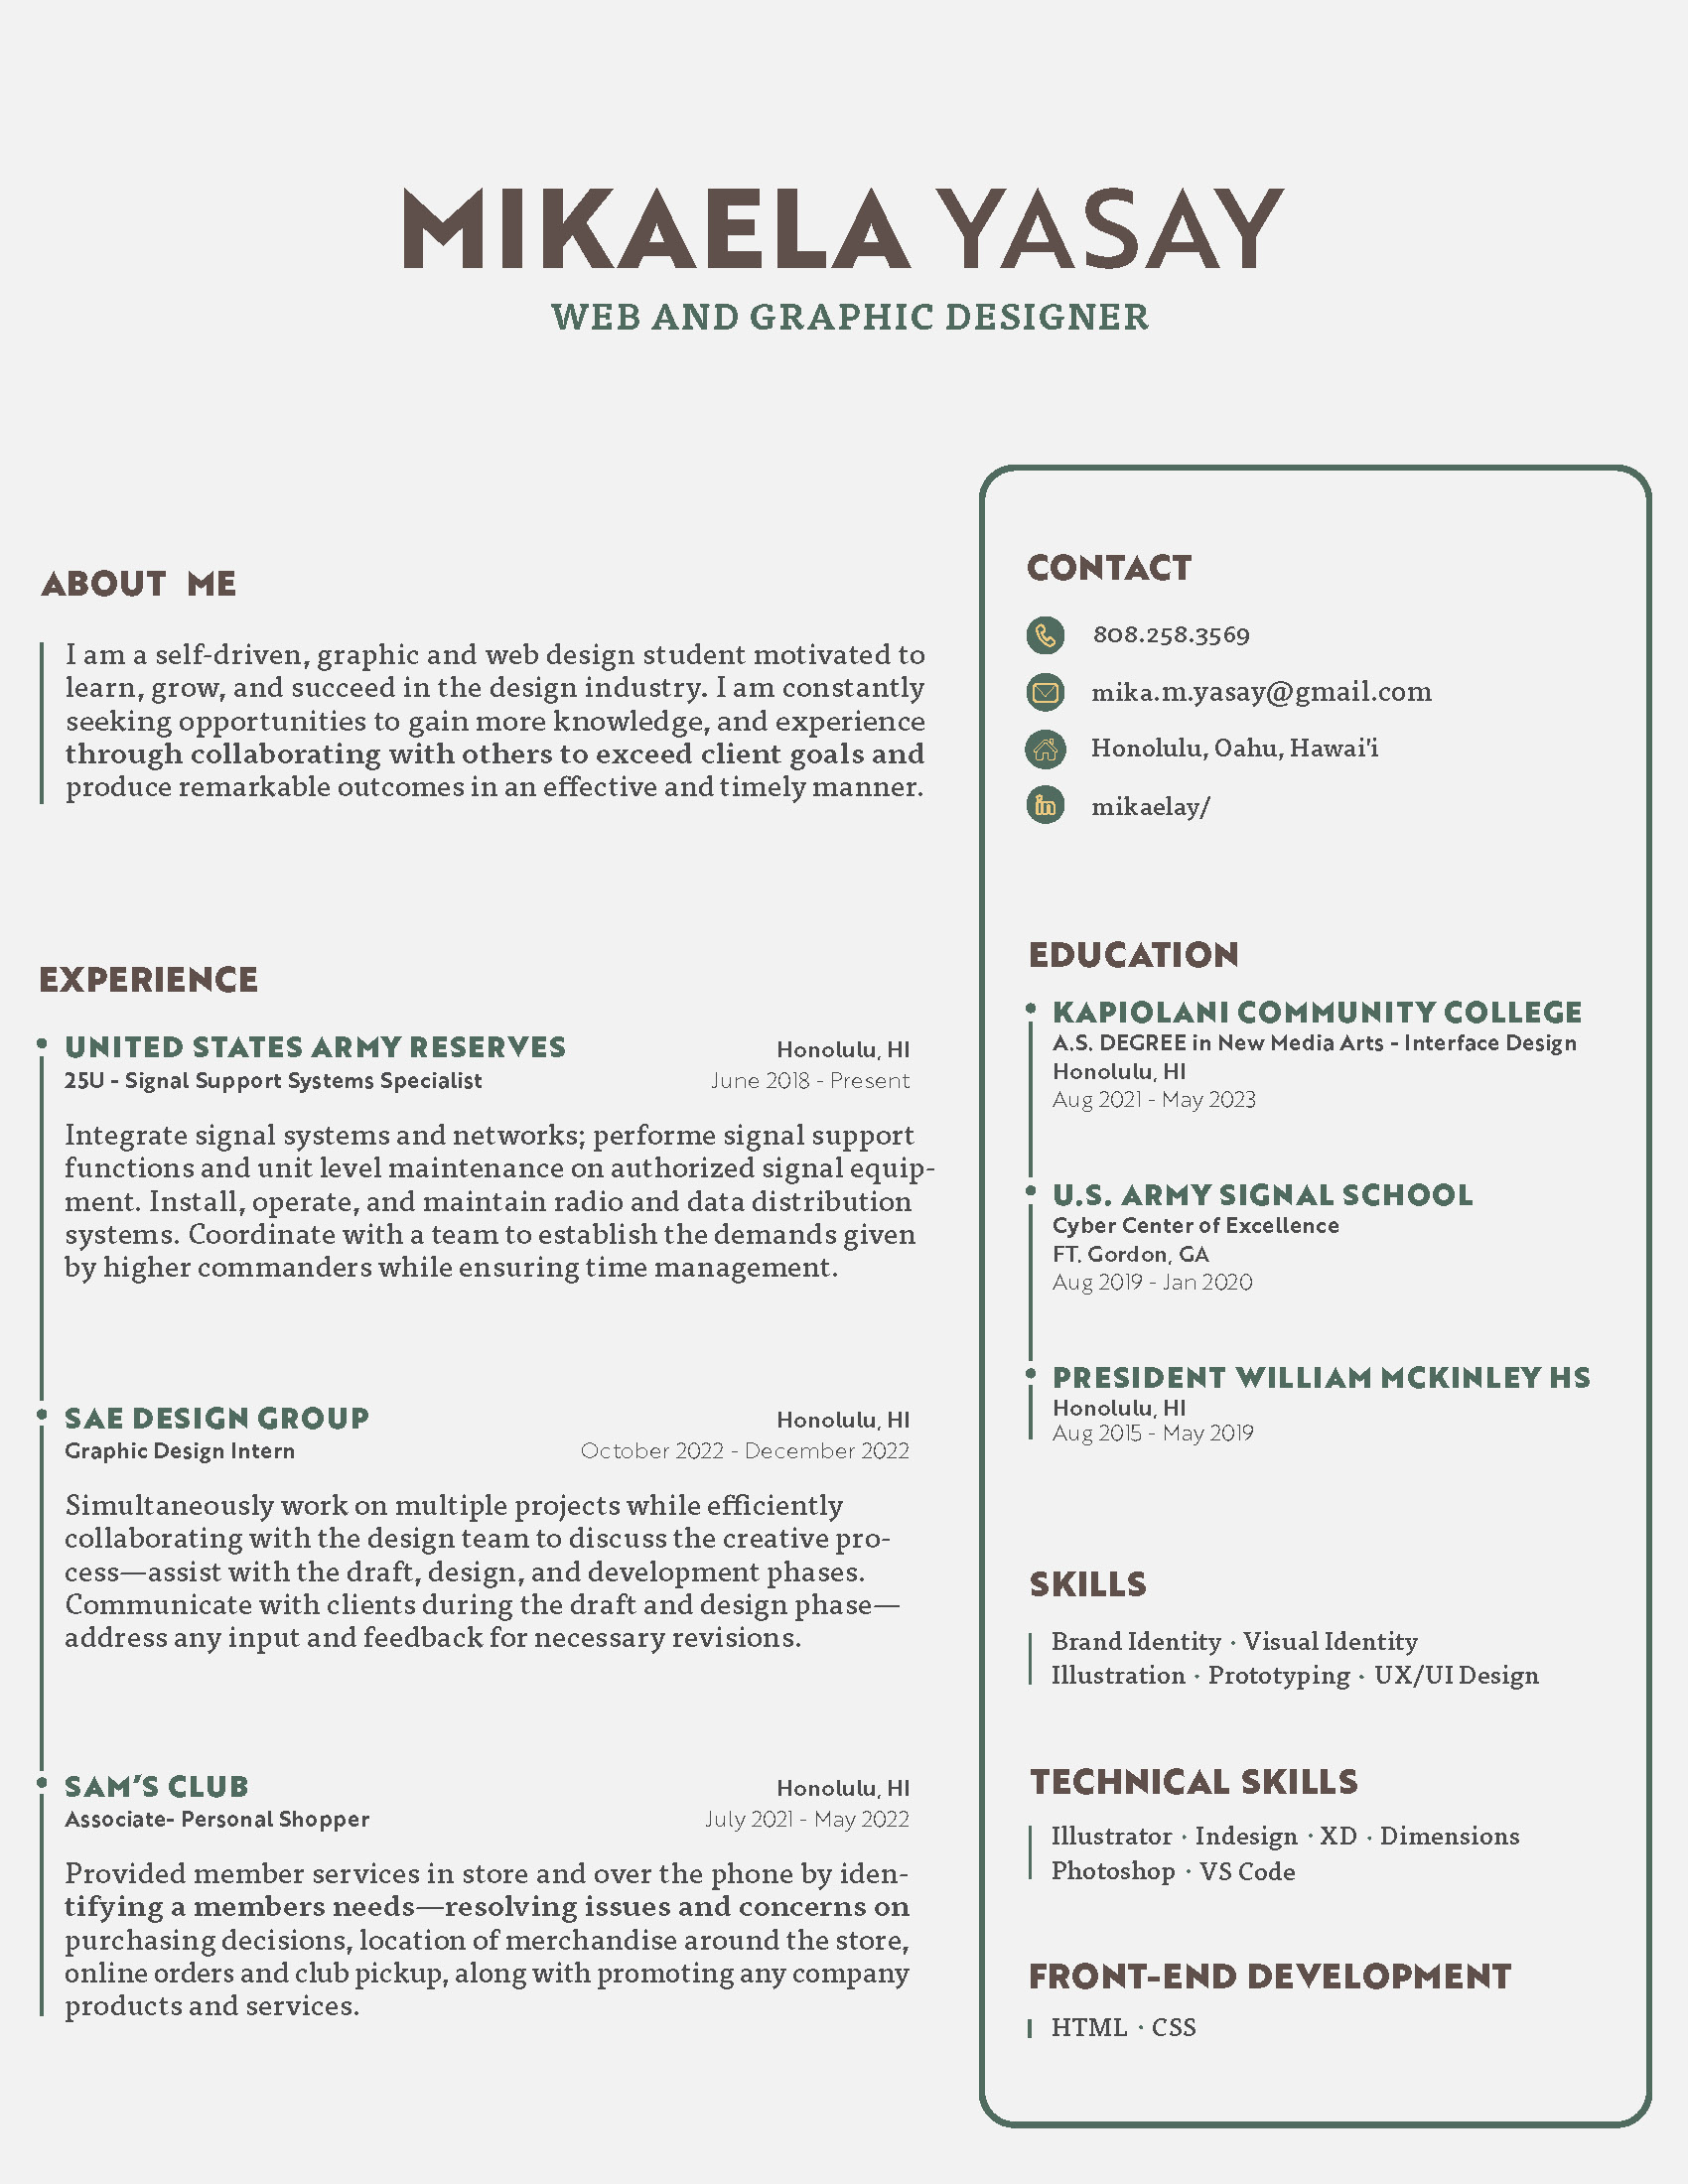 MIKAELA YASAY
WEB AND GRAPHIC DESIGNER
ABOUT ME
I am a self-driven, graphic and web design student motivated to
learn, grow, and succeed in the design industry. I am constantly
seeking opportunities to gain more knowledge, and experience
through collaborating with others to exceed client goals and
produce remarkable outcomes in an effective and timely manner.
EXPERIENCE
UNITED STATES ARMY RESERVES Honolulu, HI
25U - Signal Support Systems Specialist June 2018 - Present
Integrate signal systems and networks; performe signal support
functions and unit level maintenance on authorized signal equip-
ment. Install, operate, and maintain radio and data distribution
systems. Coordinate with a team to establish the demands given
by higher commanders while ensuring time management.
SAE DESIGN GROUP Honolulu, HI
Graphic Design Intern October 2022 - December 2022
Simultaneously work on multiple projects while efficiently
collaborating with the design team to discuss the creative pro-
cess—assist with the draft, design, and development phases.
Communicate with clients during the draft and design phase—
address any input and feedback for necessary revisions.
SAM'S CLUB Honolulu, HI
Associate- Personal Shopper July 2021 - May 2022
Provided member services in store and over the phone by iden-
tifying a members needs—resolving issues and concerns on
purchasing decisions, location of merchandise around the store,
online orders and club pickup, along with promoting any company
products and services.
CONTACT
808.258.3569
mika.m.yasay@gmail.com
Honolulu, Oahu, Hawai'i
in mikaelay/
EDUCATION
KAPIOLANI COMMUNITY COLLEGE
A.S. DEGREE in New Media Arts - Interface Design
Honolulu, HI
Aug 2021 - May 2023
U.S. ARMY SIGNAL SCHOOL
Cyber Center of Excellence
FT. Gordon, GA
Aug 2019 - Jan 2020
PRESIDENT WILLIAM MCKINLEY HS
Honolulu, HI
Aug 2015 - May 2019
SKILLS
Brand Identity · Visual Identity
Illustration · Prototyping · UX/UI Design
TECHNICAL SKILLS
Illustrator · Indesign · XD · Dimensions
Photoshop · VS Code
FRONT-END DEVELOPMENT
HTML · CSS